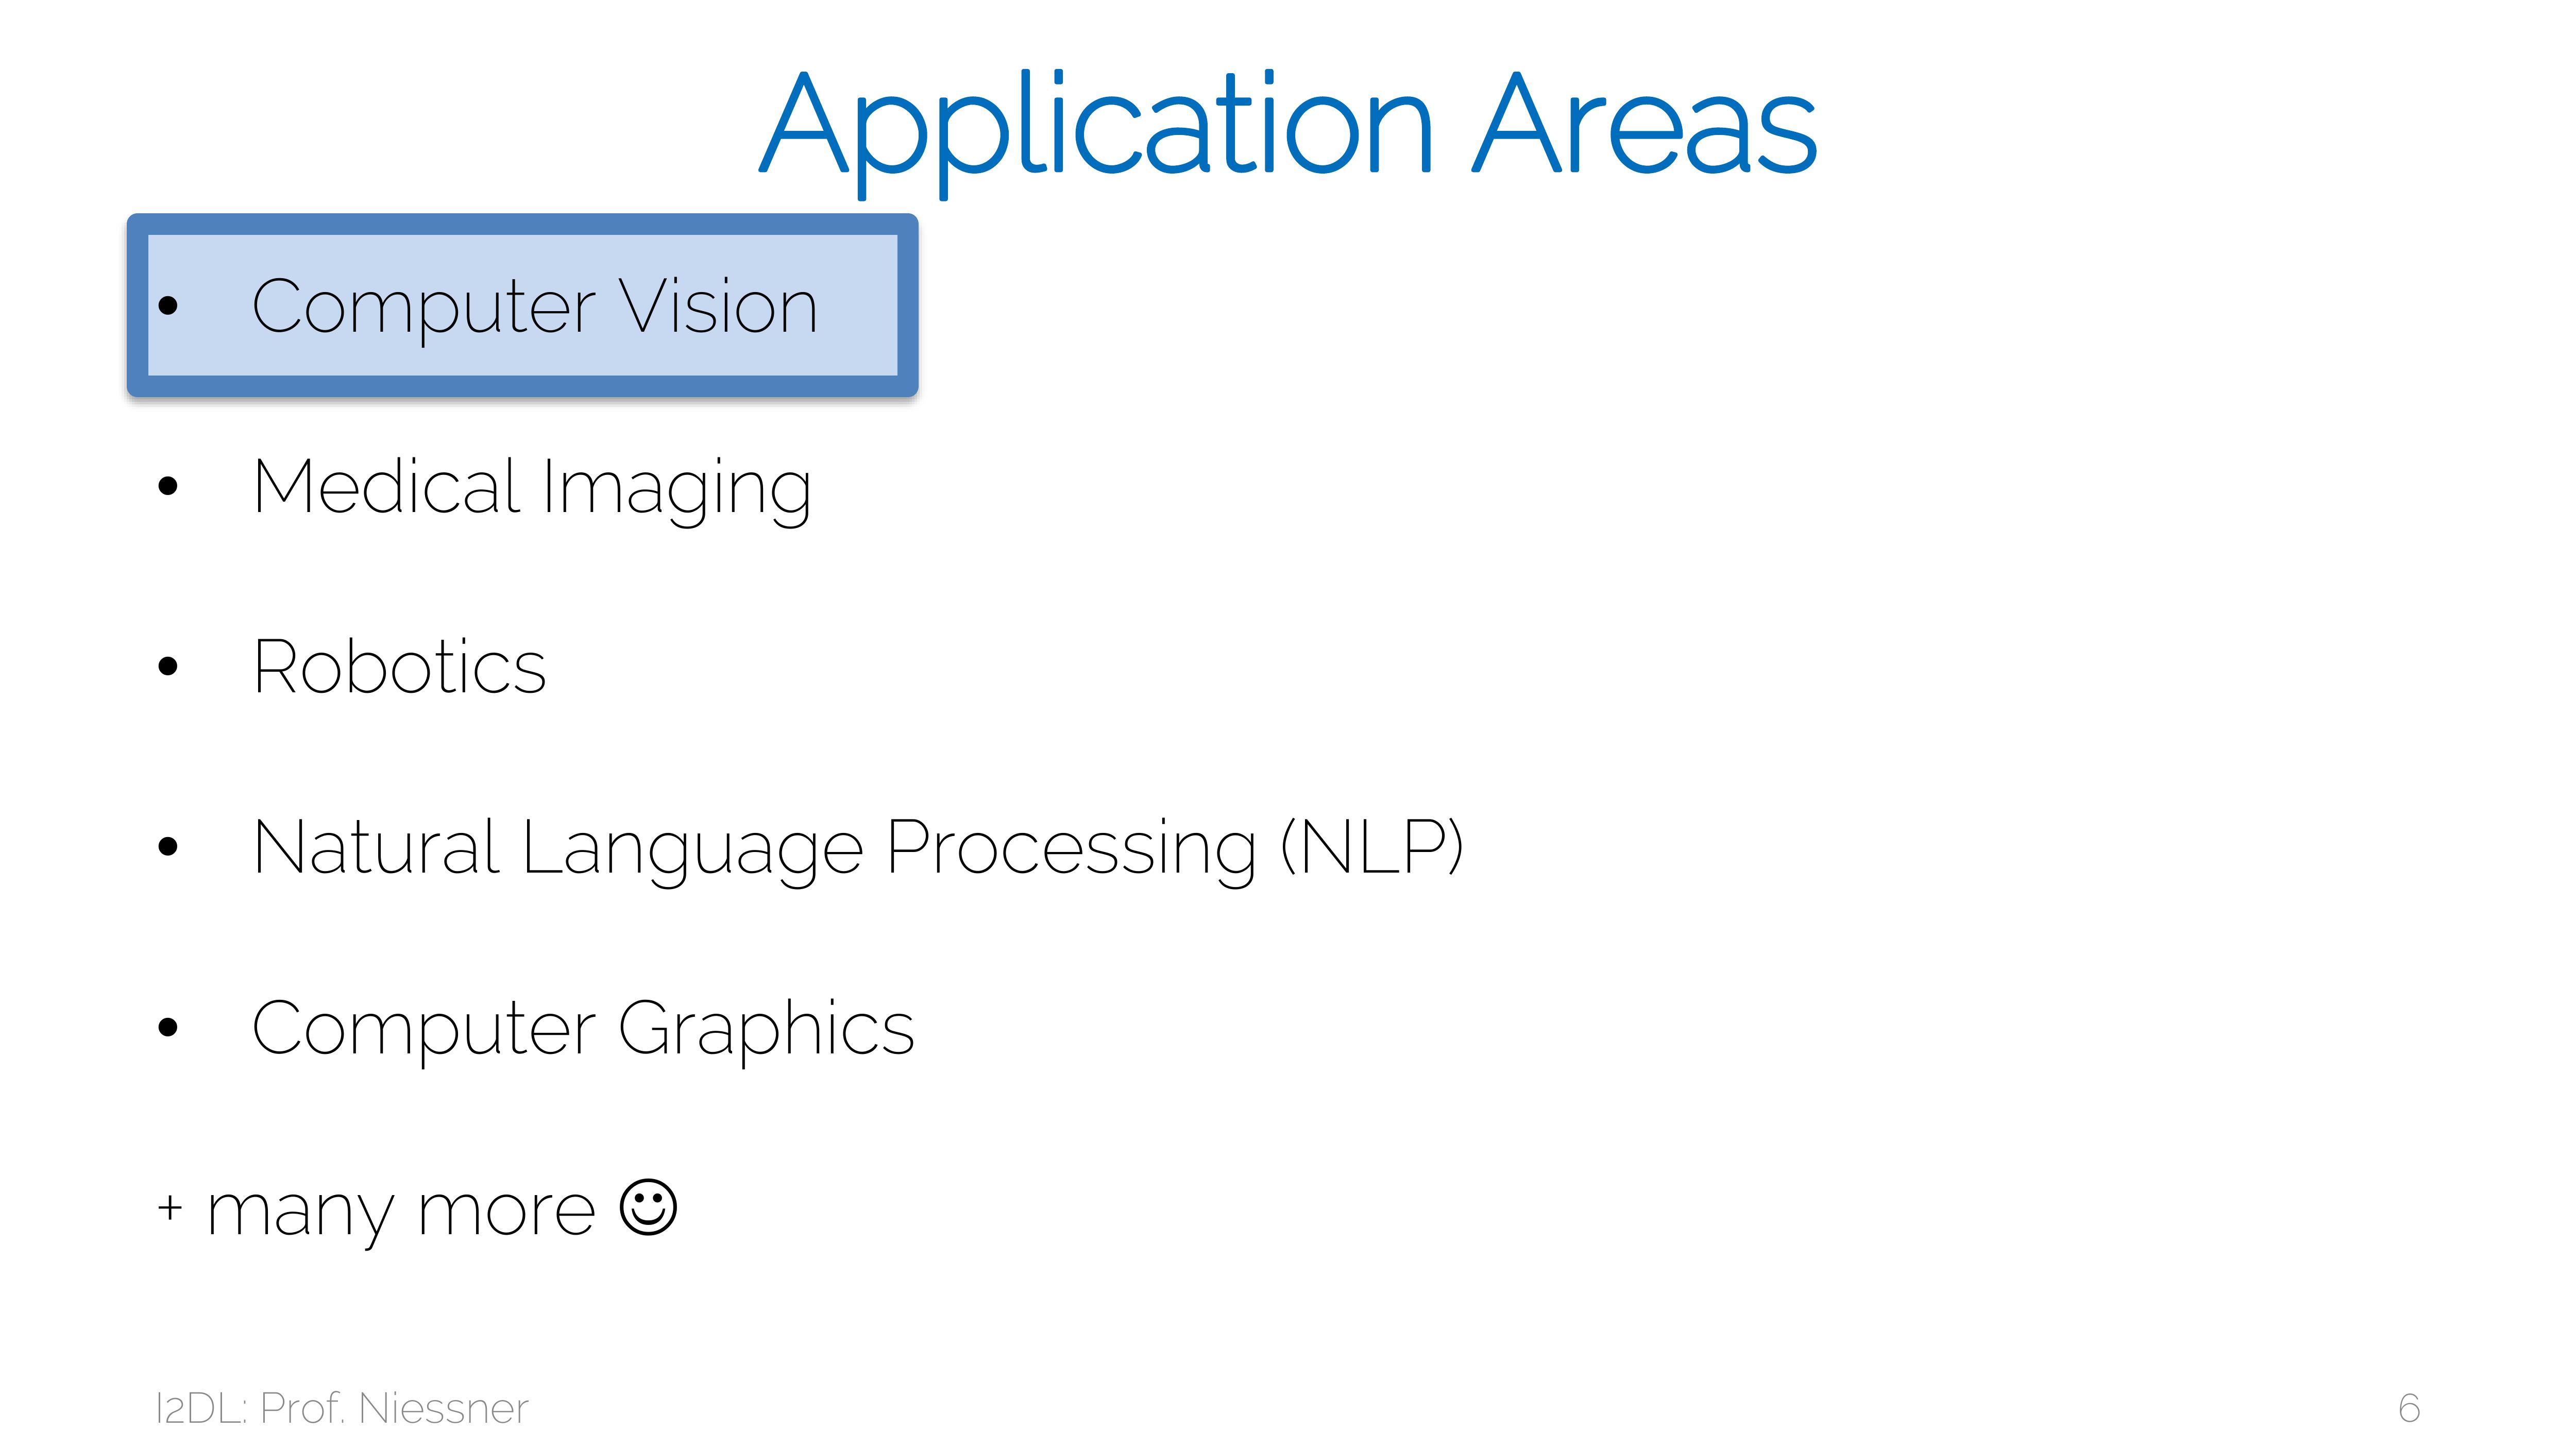 Application Areas
• Computer Vision
• Medical Imaging
• Robotics
• Natural Language Processing (NLP)
• Computer Graphics
+ many more ☺
I2DL: Prof. Niessner
6